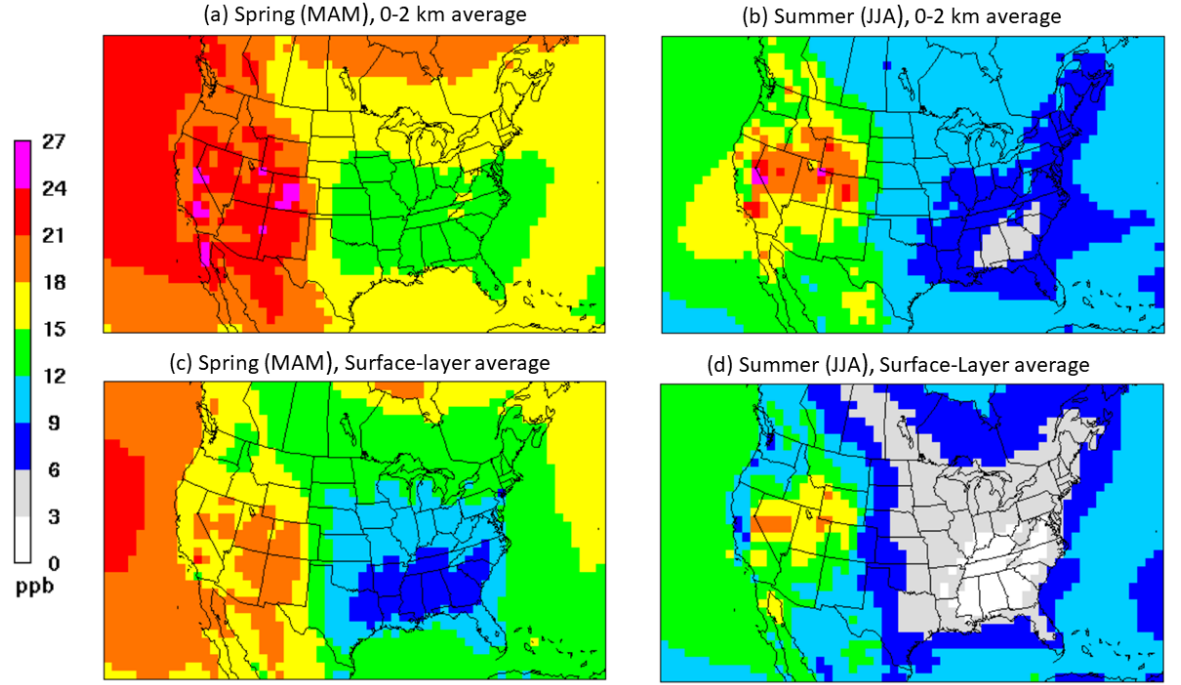 (a) Spring (MAM), 0-2 km average
(b) Summer (JJA), 0-2 km average
27
24
21
18
15
12
9
6
3
0
ppb
(c) Spring (MAM), Surface-layer average
(d) Summer (JJA), Surface-Layer average